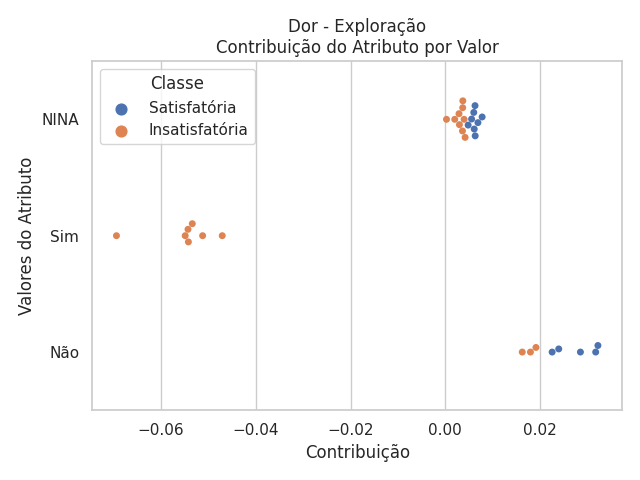 Dor - Exploração
Contribuição do Atributo por Valor
Classe
Satisfatória
Insatisfatória
Valores do Atributo
NINA
Sim
Não
−0.06
−0.04
−0.02
0.00
0.02
Contribuição